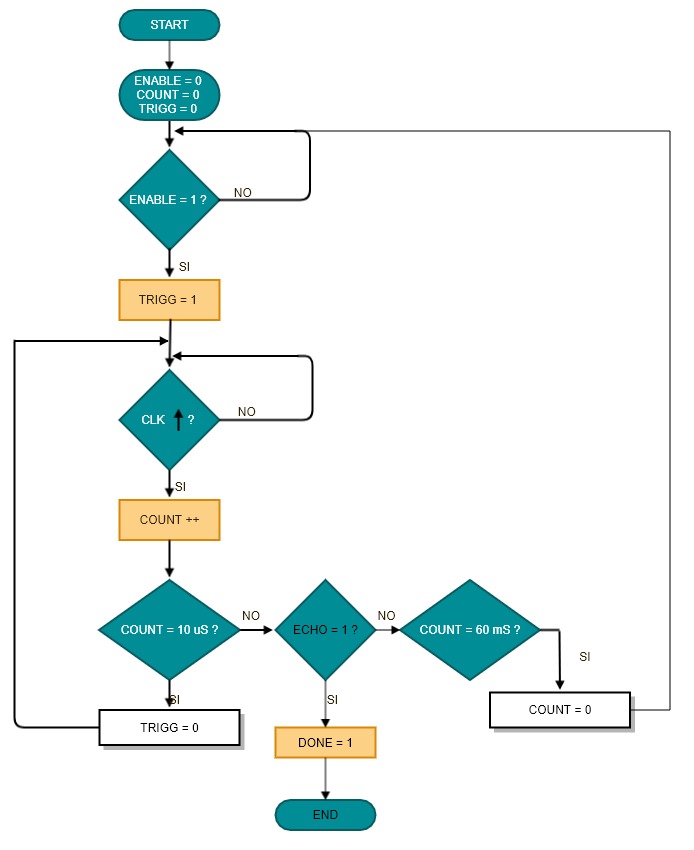 START
ENABLE = 0
COUNT = 0
TRIGG = 0
ENABLE = 1 ?
NO
SI
TRIGG = 1
CLK ?
NO
SI
COUNT ++
COUNT = 10 uS ?
NO
ECHO = 1 ?
NO
COUNT = 60 mS ?
SI
SI
SI
TRIGG = 0
DONE = 1
COUNT = 0
END